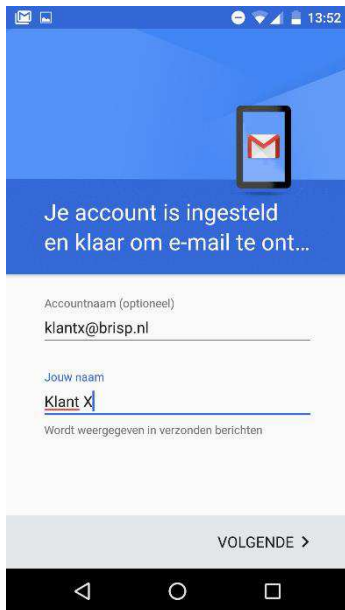 13:52
Je account is ingesteld
en klaar om e-mail te ont...
Accountnaam (optioneel)
klantx@brisp.nl
Jouw naam
Klant X
Wordt weergegeven in verzonden berichten
VOLGENDE